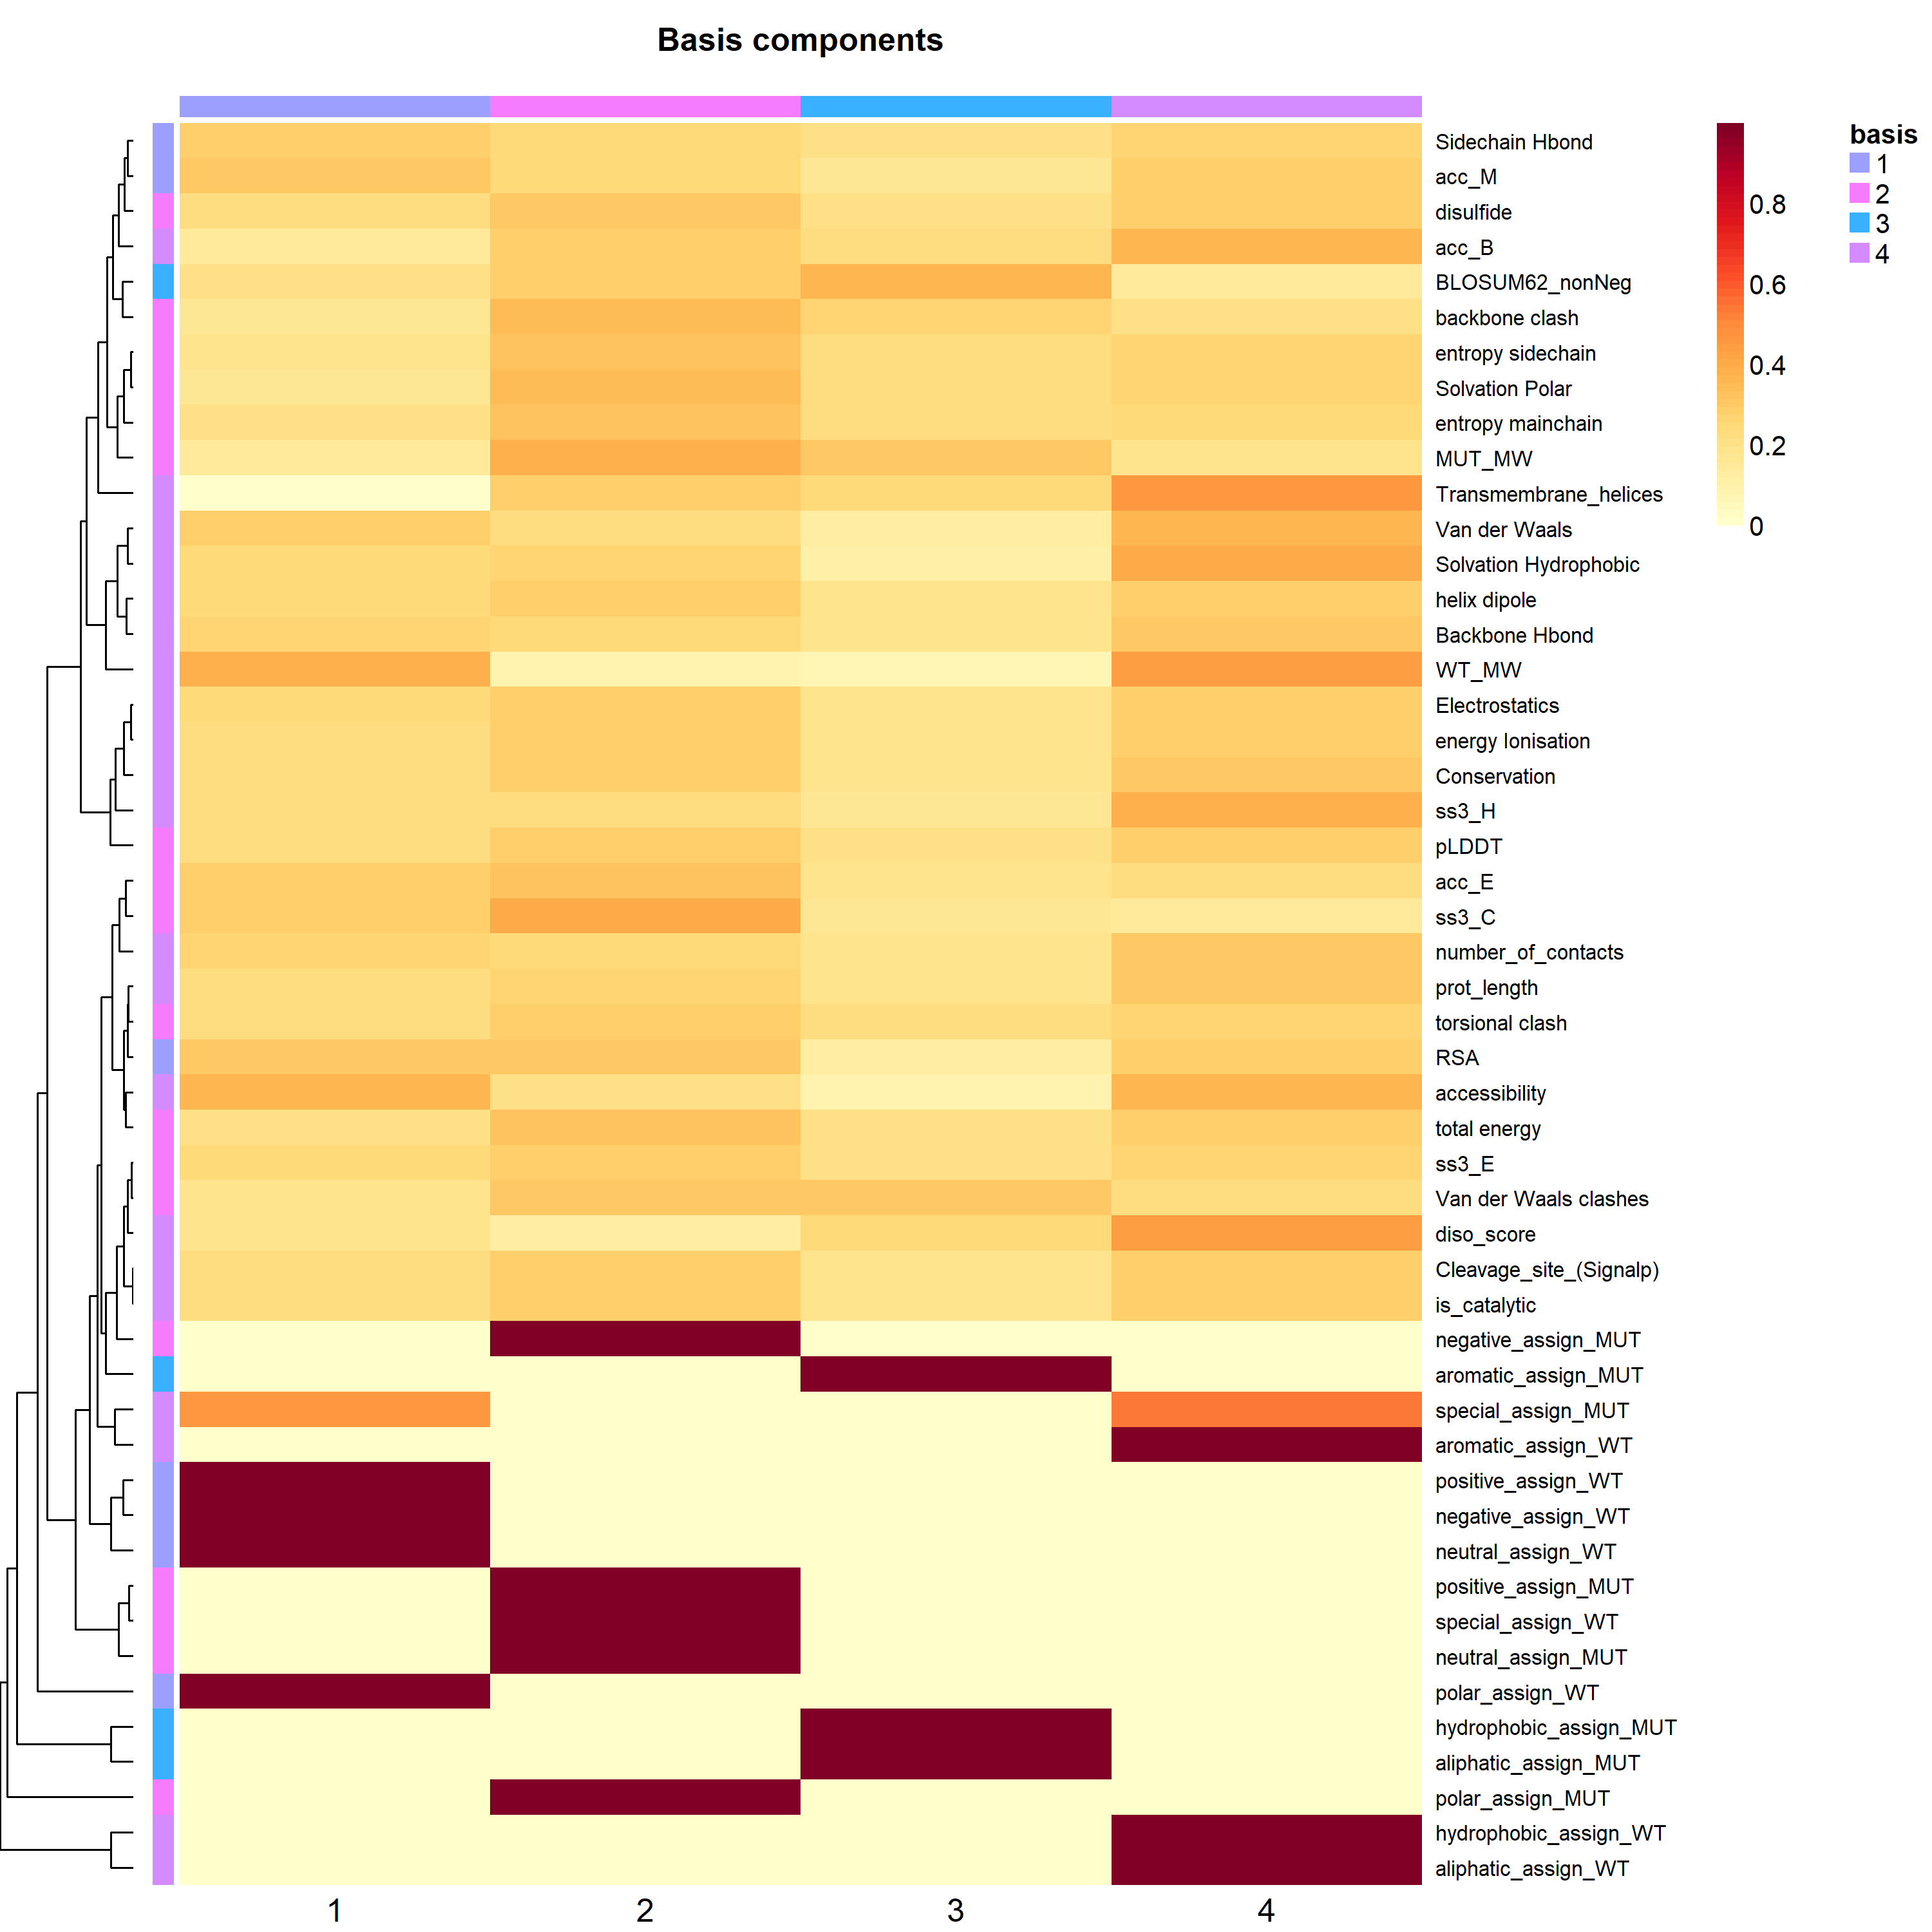 Basis components
Sidechain Hbond
acc_M
disulfide
acc_B
BLOSUM62_nonNeg
backbone clash
entropy sidechain
Solvation Polar
entropy mainchain
MUT_MW
Transmembrane_helices
Van der Waals
Solvation Hydrophobic
helix dipole
Backbone Hbond
WT_MW
Electrostatics
energy Ionisation
Conservation
ss3_H
pLDDT
acc_E
ss3_C
number_of_contacts
prot_length
torsional clash
RSA
accessibility
total energy
ss3_E
Van der Waals clashes
diso_score
Cleavage_site_(Signalp)
is_catalytic
negative_assign_MUT
aromatic_assign_MUT
special_assign_MUT
aromatic_assign_WT
positive_assign_WT
negative_assign_WT
neutral_assign_WT
positive_assign_MUT
special_assign_WT
neutral_assign_MUT
polar_assign_WT
hydrophobic_assign_MUT
aliphatic_assign_MUT
polar_assign_MUT
hydrophobic_assign_WT
aliphatic_assign_WT
1 2 3 4
0.8
0.6
0.4
0.2
0
basis
1
2
3
4